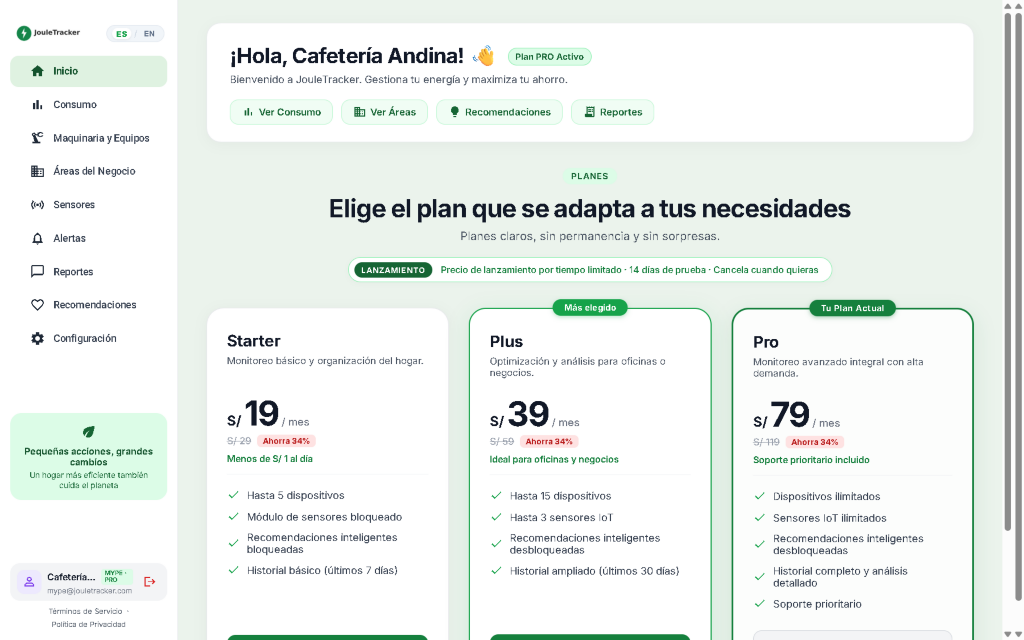 JouleTracker
ES / EN
Inicio
Consumo
Maquinaria y Equipos
Áreas del Negocio
Sensores
Alertas
Reportes
Recomendaciones
Configuración
Pequeñas acciones, grandes
cambios
Un hogar más eficiente también
cuida el planeta
Cafetería...
MYPE ·
PRO
mype@jouletracker.com
Términos de Servicio ·
Política de Privacidad
¡Hola, Cafetería Andina! 👋
Plan PRO Activo
Bienvenido a JouleTracker. Gestiona tu energía y maximiza tu ahorro.
Ver Consumo
Ver Áreas
Recomendaciones
Reportes
PLANES
Elige el plan que se adapta a tus necesidades
Planes claros, sin permanencia y sin sorpresas.
LANZAMIENTO
Precio de lanzamiento por tiempo limitado · 14 días de prueba · Cancela cuando quieras
Starter
Monitoreo básico y organización del hogar.
S/ 19 / mes
S/ 29 Ahorra 34%
Menos de S/ 1 al día
Hasta 5 dispositivos
Módulo de sensores bloqueado
Recomendaciones inteligentes
bloqueadas
Historial básico (últimos 7 días)
Más elegido
Plus
Optimización y análisis para oficinas o
negocios.
S/ 39 / mes
S/ 59 Ahorra 34%
Ideal para oficinas y negocios
Hasta 15 dispositivos
Hasta 3 sensores IoT
Recomendaciones inteligentes
desbloqueadas
Historial ampliado (últimos 30 días)
Tu Plan Actual
Pro
Monitoreo avanzado integral con alta
demanda.
S/ 79 / mes
S/ 119 Ahorra 34%
Soporte prioritario incluido
Dispositivos ilimitados
Sensores IoT ilimitados
Recomendaciones inteligentes
desbloqueadas
Historial completo y análisis
detallado
Soporte prioritario